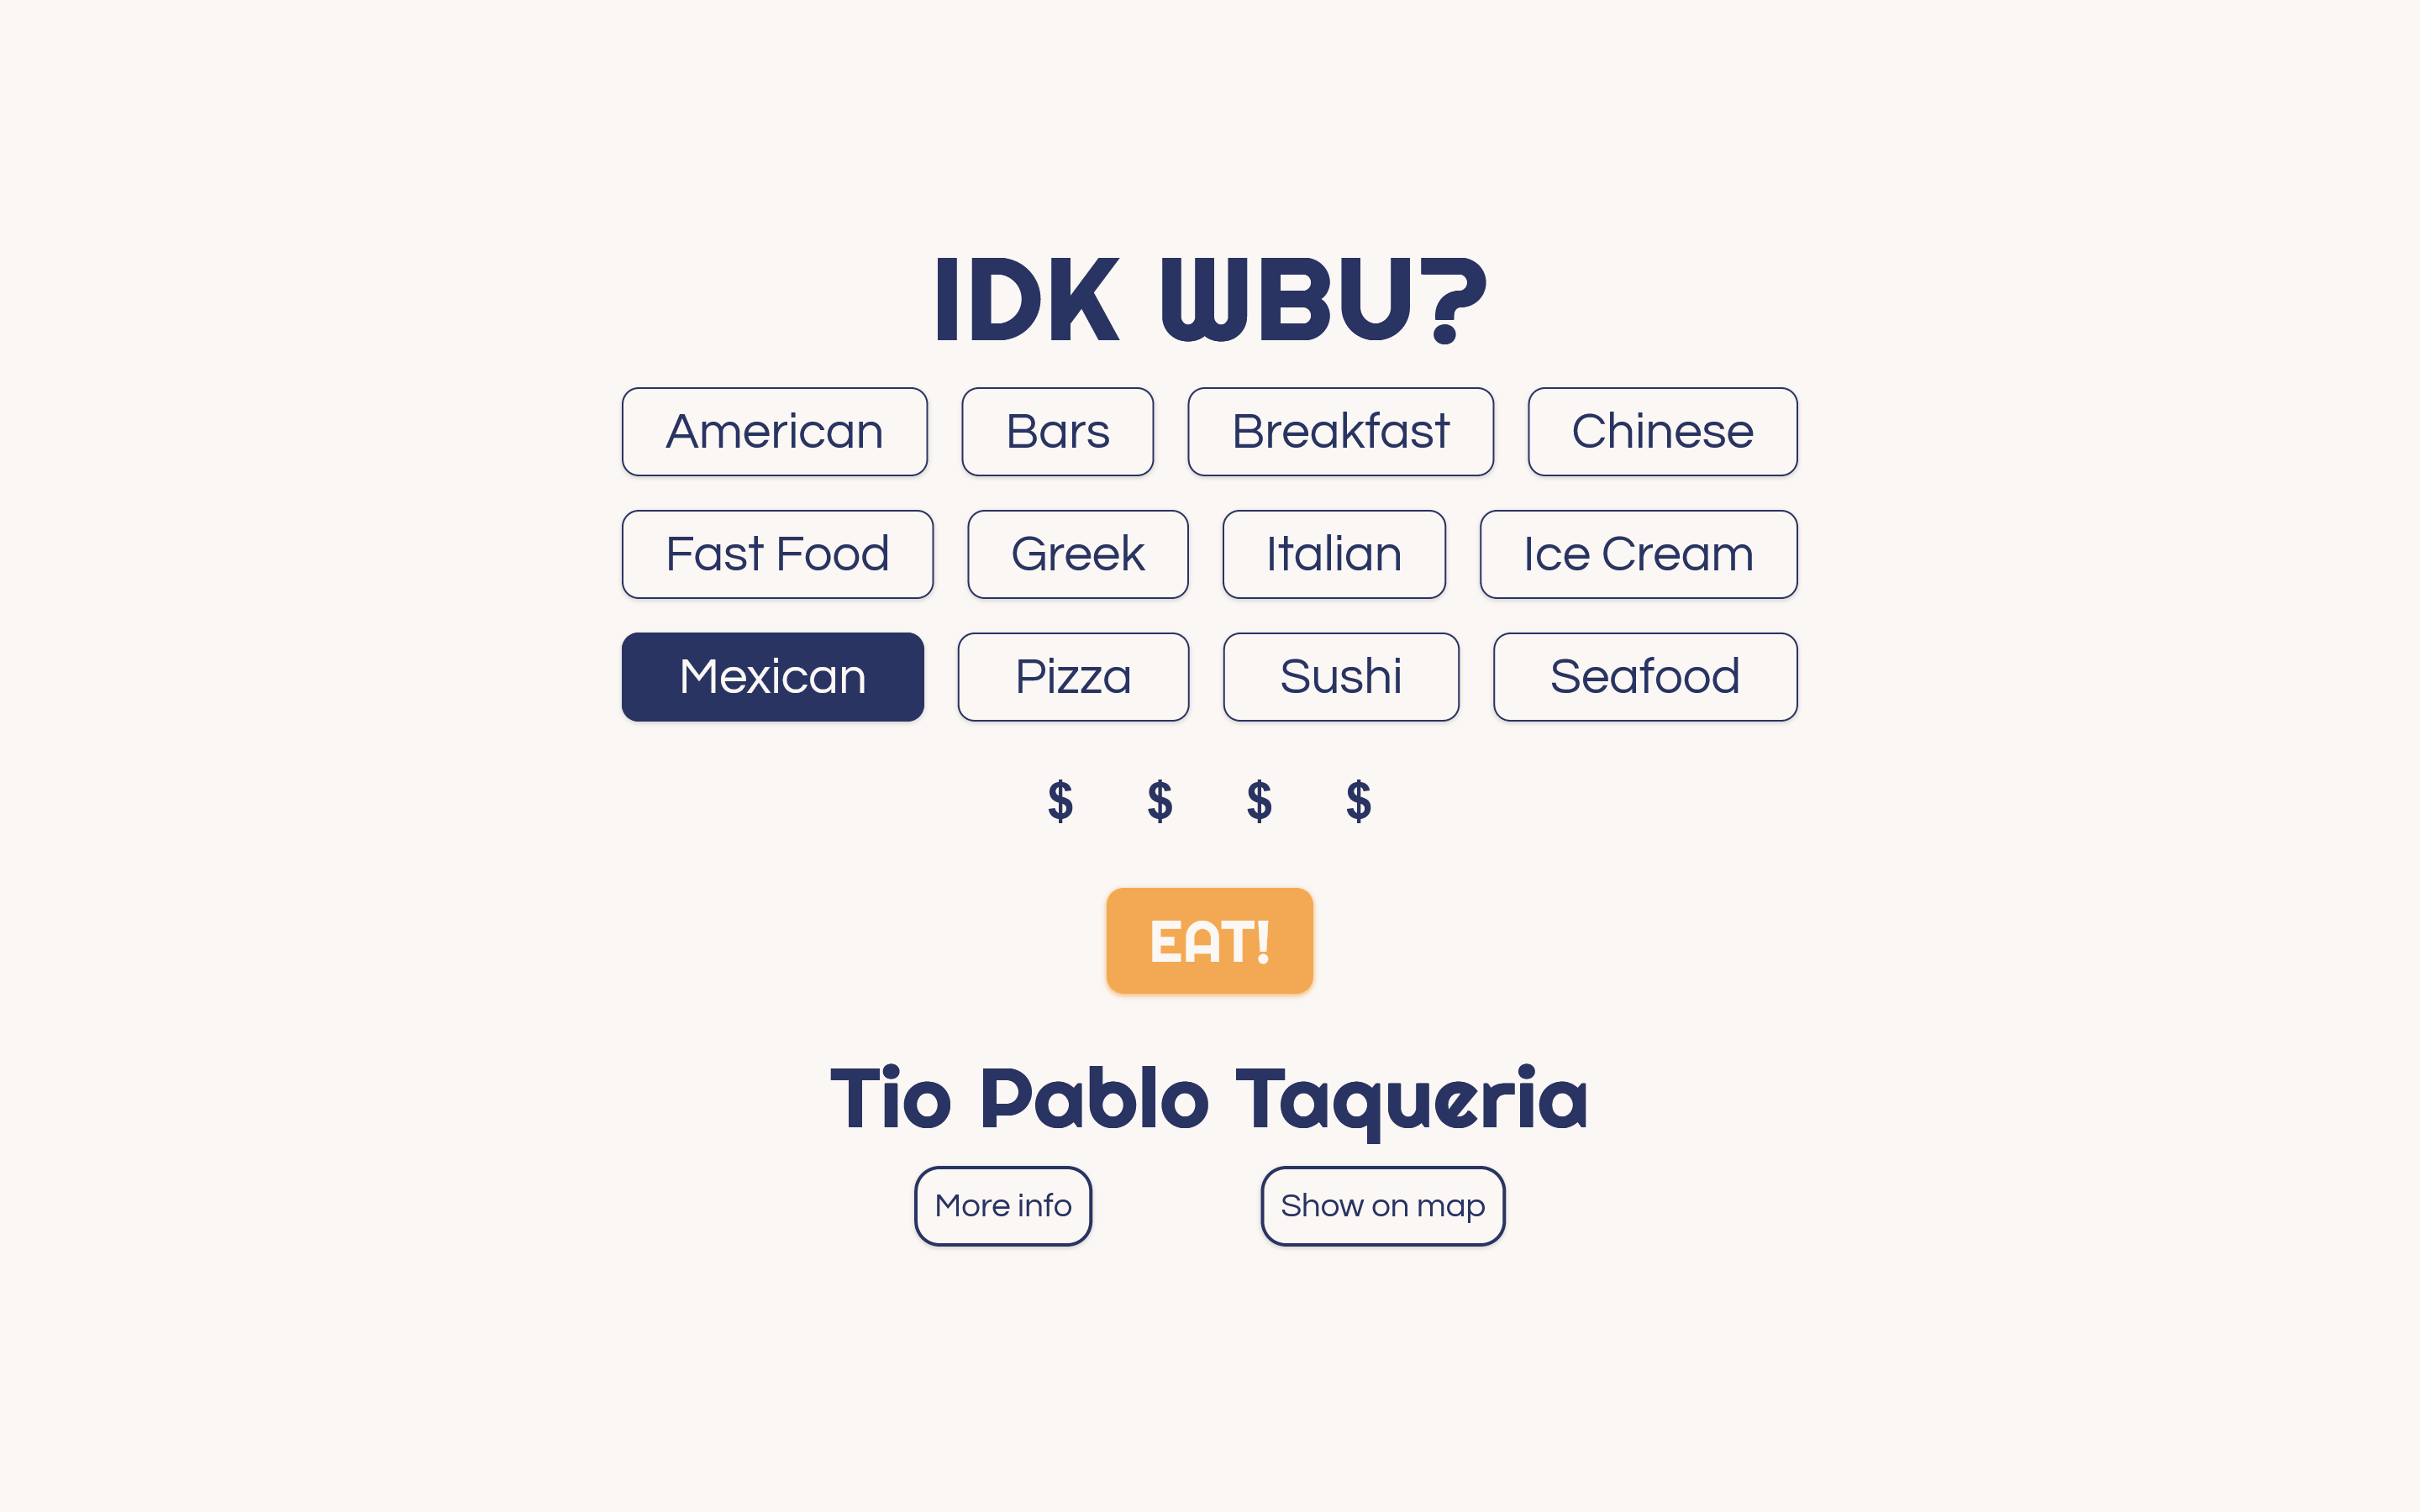 IDK WBU?
American Bars Breakfast Chinese
Fast Food Greek Italian Ice Cream
Mexican Pizza Sushi Seafood
$ $ $ $
EAT!
Tio Pablo Taqueria
More info Show on map